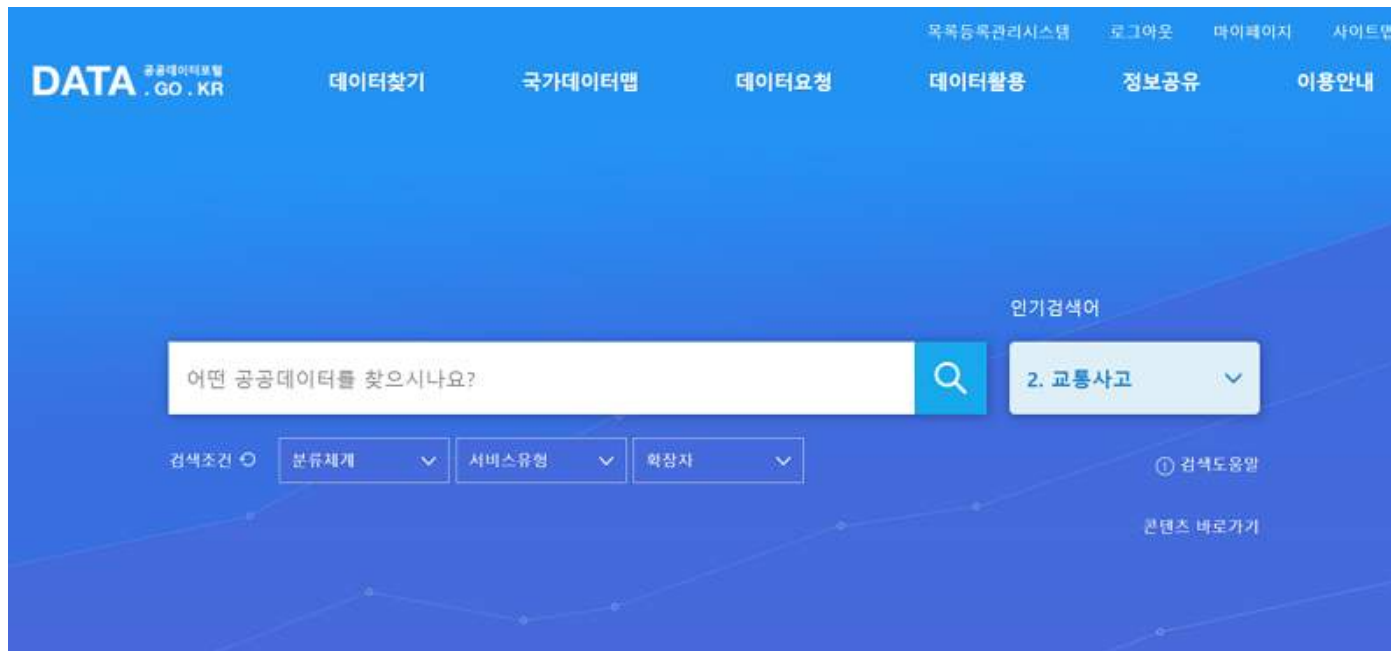 목록등록관리시스템 로그아웃 마이페이지 사이트맵
DATA 공공데이터포털 .GO.KR
데이터찾기 국가데이터맵 데이터요청 데이터활용 정보공유 이용안내
인기검색어
어떤 공공데이터를 찾으시나요?
2. 교통사고
검색조건 분류체계 서비스유형 확장자
검색도움말
콘텐츠 바로가기